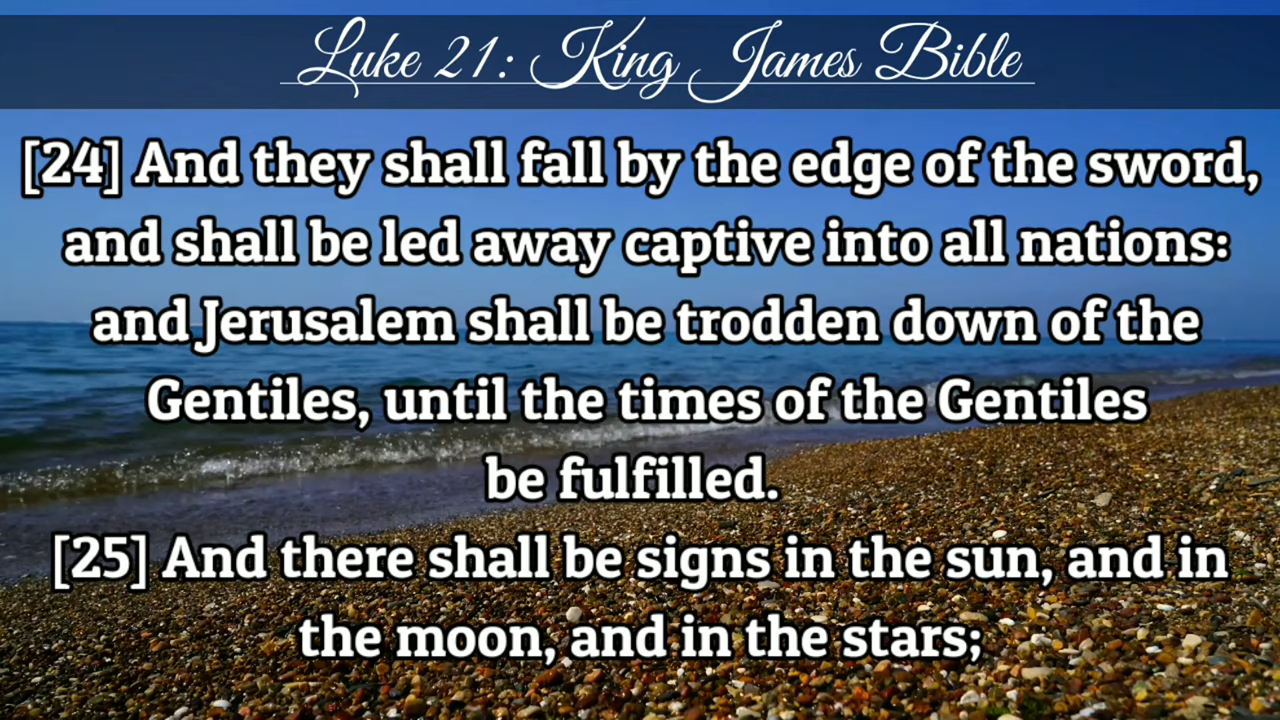 Luke 21: King James Bible
[24] And they shall fall by the edge of the sword,
and shall be led away captive into all nations:
and Jerusalem shall be trodden down of the
Gentiles, until the times of the Gentiles
be fulfilled.
[25] And there shall be signs in the sun, and in
the moon, and in the stars;